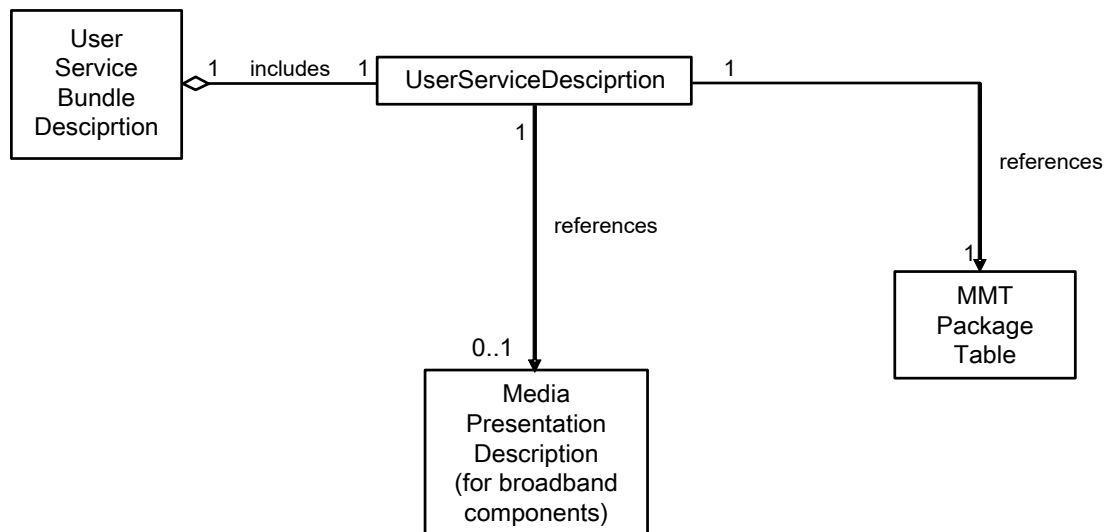 User
Service
Bundle
Desciprtion
1
includes
1
UserServiceDesciprtion
1
1
references
references
0..1
1
MMT
Package
Table
Media
Presentation
Description
(for broadband
components)